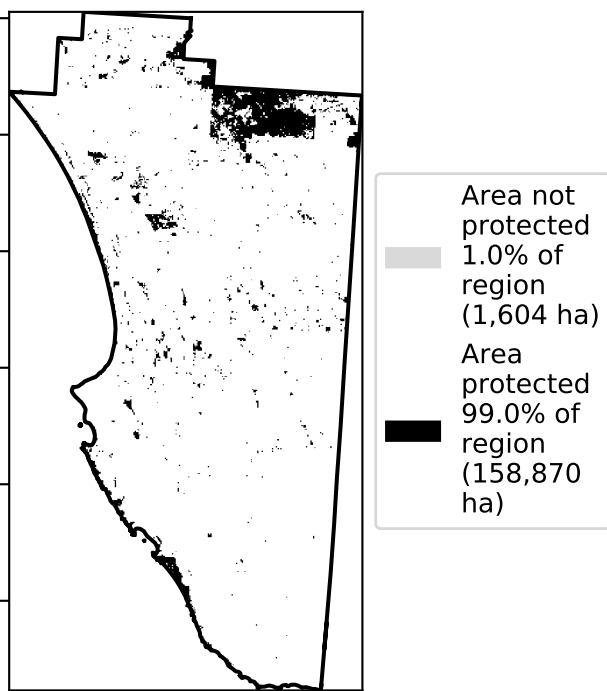 Area not
protected
1.0% of
region
(1,604 ha)
Area
protected
99.0% of
region
(158,870
ha)